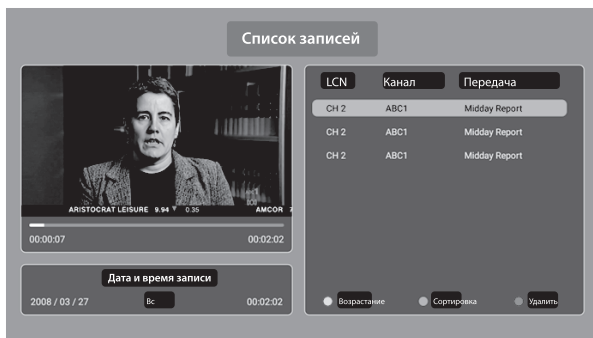 Список записей
ARISTOCRAT LEISURE 9.94 ▼ 0.35 AMCOR 7
00:00:07 00:02:02
Дата и время записи
2008 / 03 / 27 Вс 00:02:02
LCN Канал Передача
CH 2 ABC1 Midday Report
CH 2 ABC1 Midday Report
CH 2 ABC1 Midday Report
Возрастание Сортировка Удалить